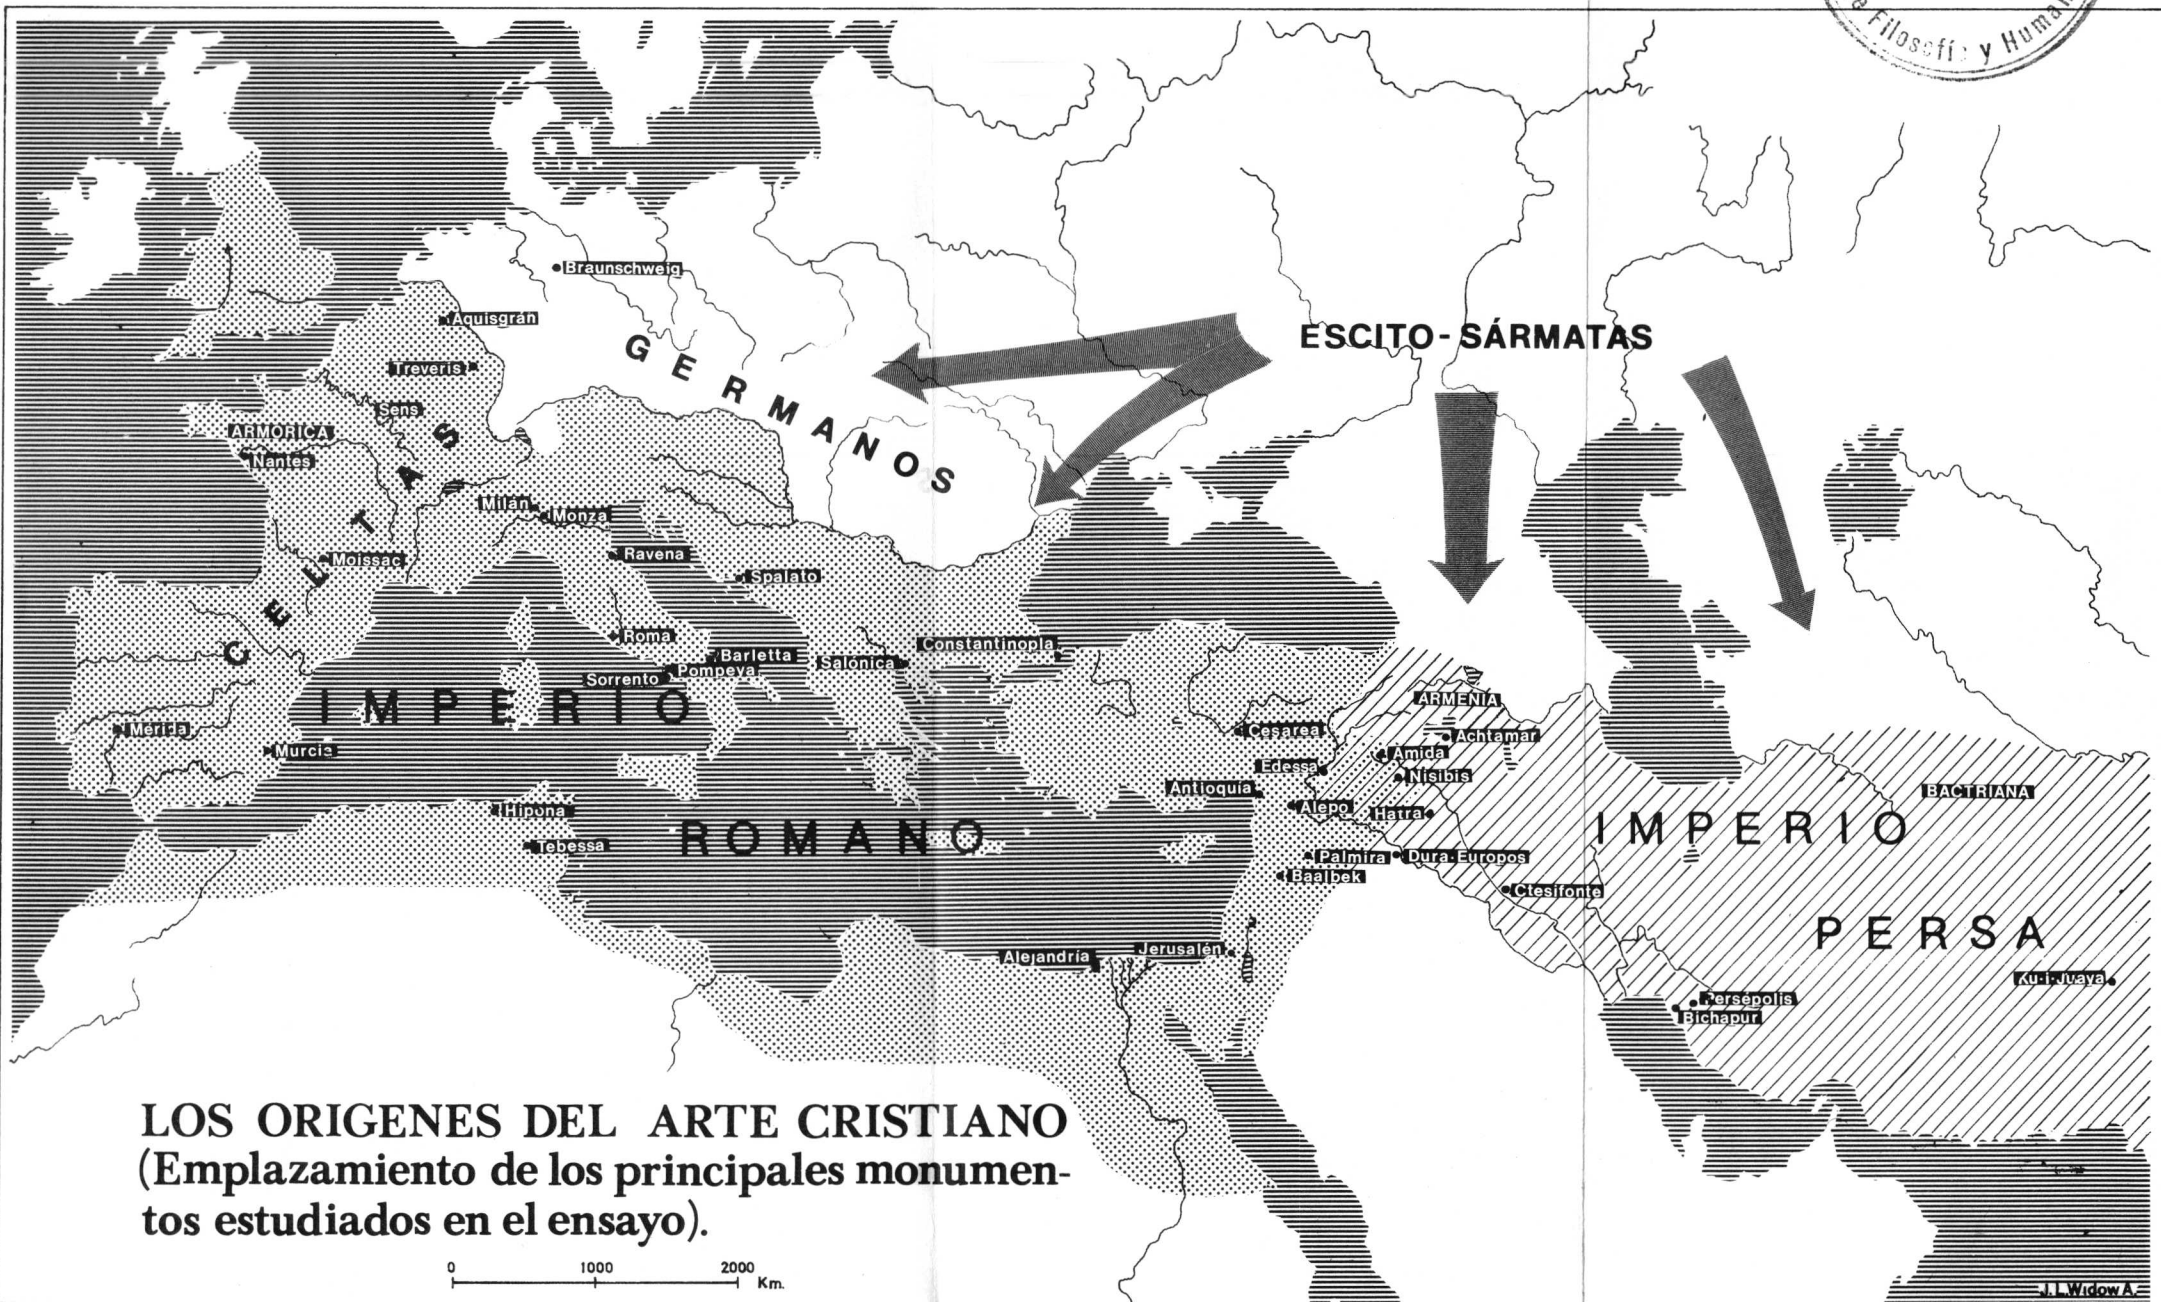 Filosofía y Human
Braunschweig
Aquisgrán
Treveris
Sens
ARMORICA
Nantes
GERMANOS
ESCITO-SÁRMATAS
CELTAS
Milán
Monza
Moissac
Ravena
Spalato
Roma
Barletta
Pompeya
Sorrento
Salónica
Constantinopla
IMPERIO
ROMANO
Mérida
Murcia
Hipona
Tebessa
ARMENIA
Cesarea
Achtamar
Amida
Edessa
Nisibis
Antioquía
Alepo
Hatra
BACTRIANA
IMPERIO
PERSA
Palmira
Dura-Europos
Baalbek
Ctesifonte
Alejandría
Jerusalén
Ku-i-Juaya
Persépolis
Bichapur
LOS ORIGENES DEL ARTE CRISTIANO
(Emplazamiento de los principales monumen-
tos estudiados en el ensayo).
0 1000 2000
Km.
J.L.Widow A.